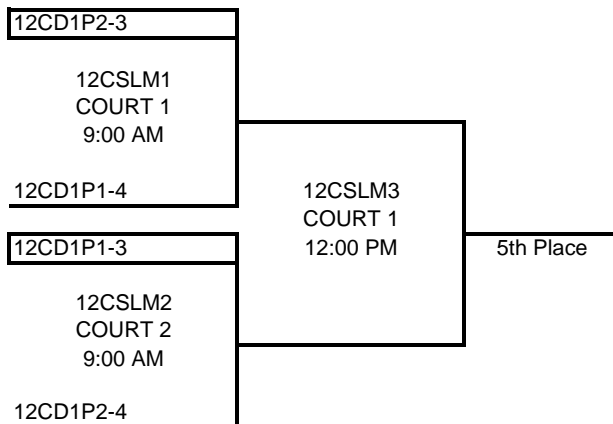 12CD1P2-3
12CSLM1
COURT 1
9:00 AM
12CD1P1-4
12CSLM3
COURT 1
12:00 PM
12CD1P1-3
5th Place
12CSLM2
COURT 2
9:00 AM
12CD1P2-4